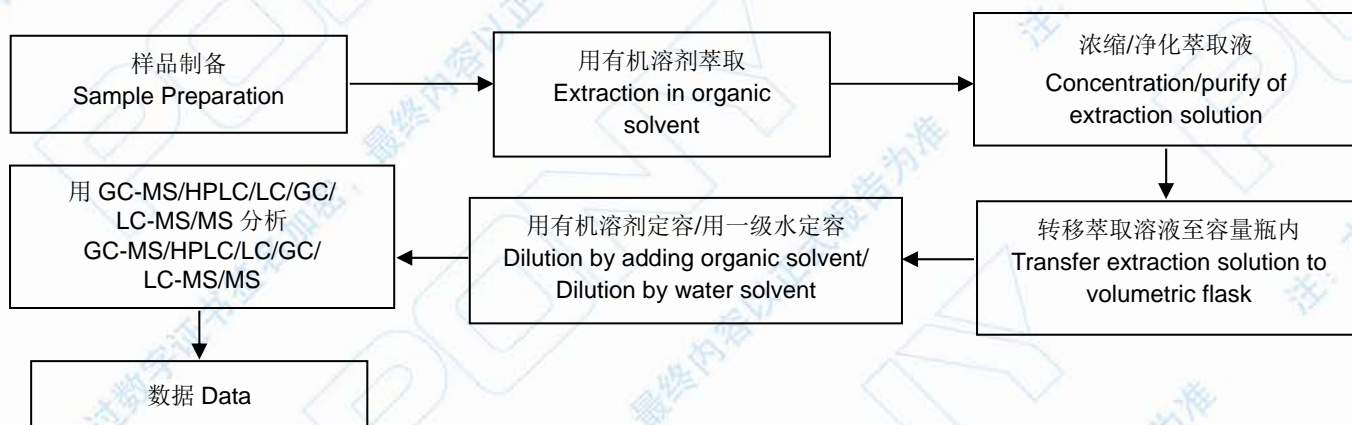 样品制备
Sample Preparation
用有机溶剂萃取
Extraction in organic
solvent
浓缩/净化萃取液
Concentration/purify of
extraction solution
转移萃取溶液至容量瓶内
Transfer extraction solution to
volumetric flask
用有机溶剂定容/用一级水定容
Dilution by adding organic solvent/
Dilution by water solvent
用 GC-MS/HPLC/LC/GC/
LC-MS/MS 分析
GC-MS/HPLC/LC/GC/
LC-MS/MS
数据 Data